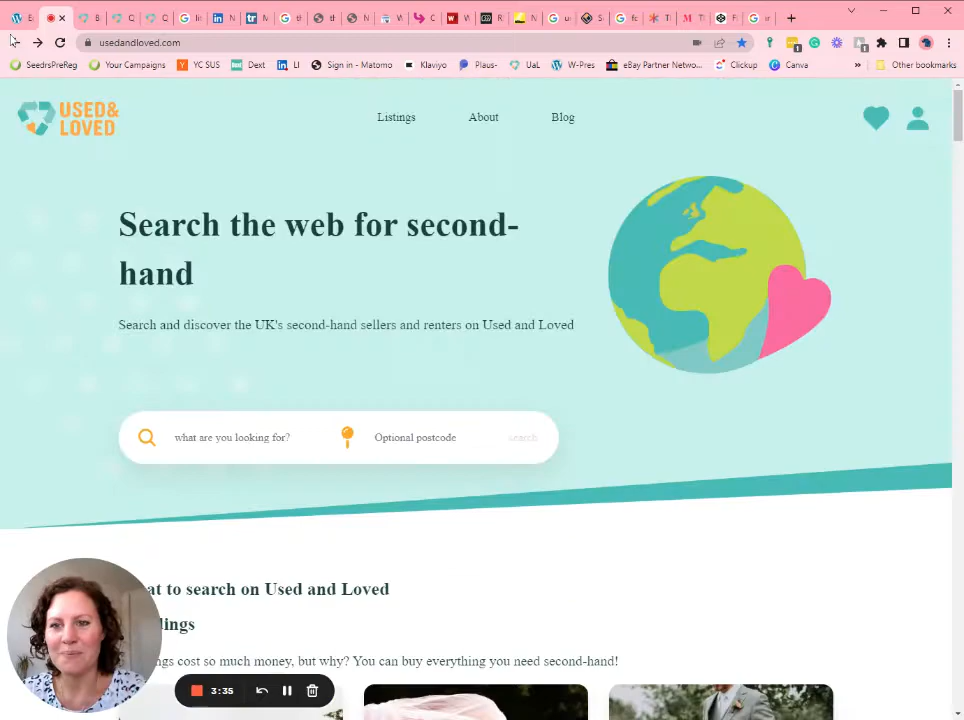 usedandloved.com
SeedrsPreReg Your Campaigns YC SUS Dext LI Sign in - Matomo Klaviyo Plaus- UaL W-Pres eBay Partner Netwo... Clickup Canva » Other bookmarks
USED&
LOVED
Listings About Blog
Search the web for second-
hand
Search and discover the UK's second-hand sellers and renters on Used and Loved
what are you looking for? Optional postcode search
at to search on Used and Loved
dings
ngs cost so much money, but why? You can buy everything you need second-hand!
3:35